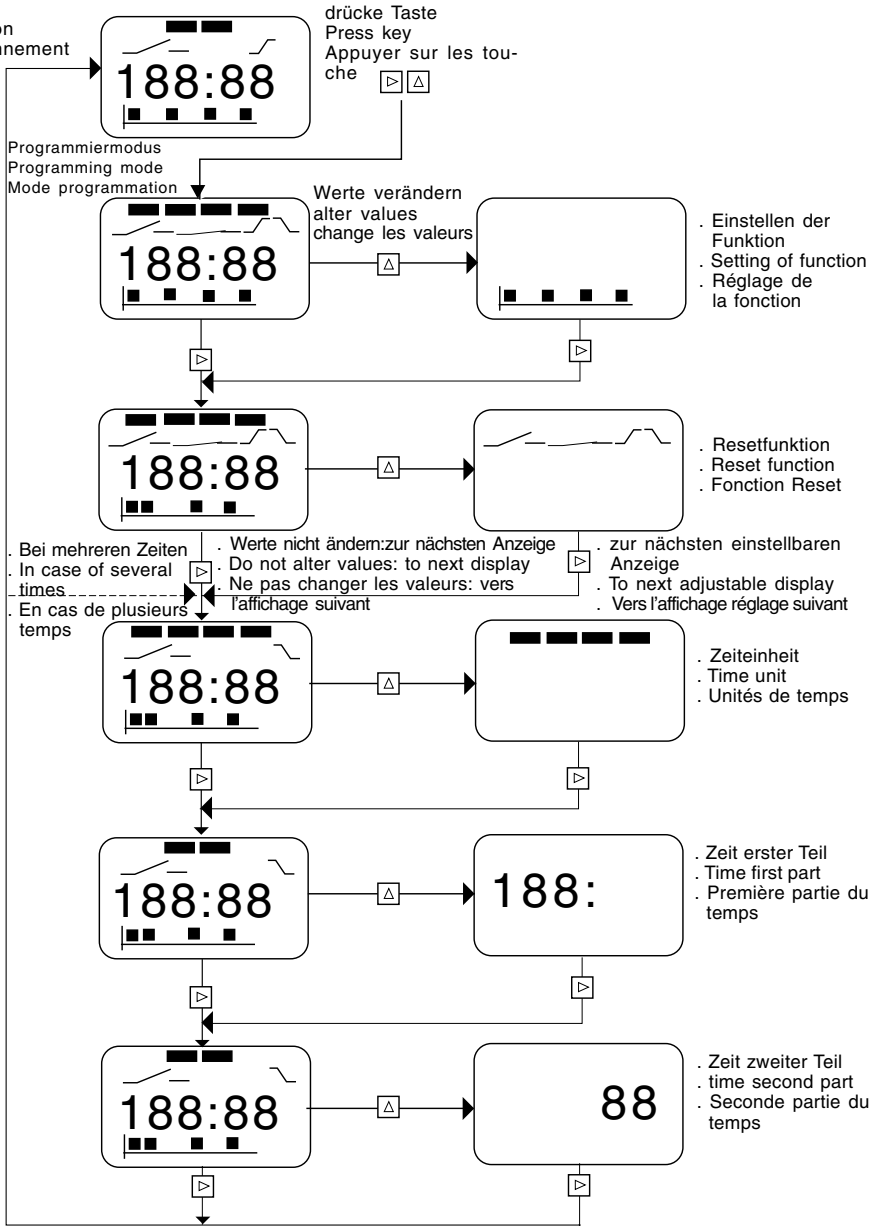 drücke Taste
Press key
Appuyer sur les tou-
che
188:88
Programmiermodus
Programming mode
Mode programmation
Werte verändern
alter values
change les valeurs
188:88
. Einstellen der
Funktion
. Setting of function
. Réglage de
la fonction
188:88
. Resetfunktion
. Reset function
. Fonction Reset
. Bei mehreren Zeiten
. In case of several
times
. En cas de plusieurs
temps
. Werte nicht ändern:zur nächsten Anzeige
. Do not alter values: to next display
. Ne pas changer les valeurs: vers
l'affichage suivant
. zur nächsten einstellbaren
Anzeige
. To next adjustable display
. Vers l'affichage réglage suivant
188:88
. Zeiteinheit
. Time unit
. Unités de temps
188:88
188:
. Zeit erster Teil
. Time first part
. Première partie du
temps
188:88
88
. Zeit zweiter Teil
. time second part
. Seconde partie du
temps